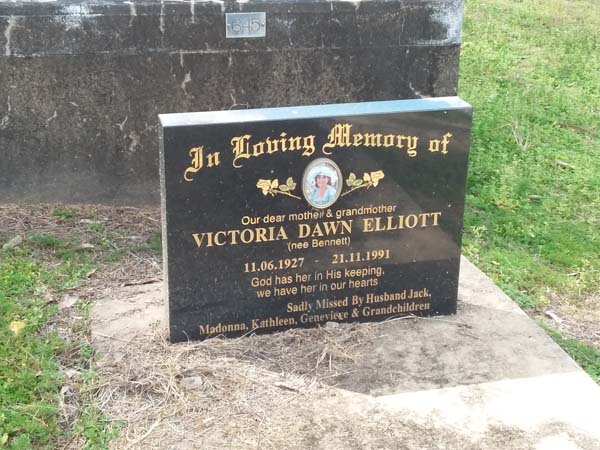 645
In Loving Memory of
Our dear mother & grandmother
VICTORIA DAWN ELLIOTT
(nee Bennett)
11.06.1927 - 21.11.1991
God has her in His keeping,
we have her in our hearts
Sadly Missed By Husband Jack,
Madonna, Kathleen, Genevieve & Grandchildren